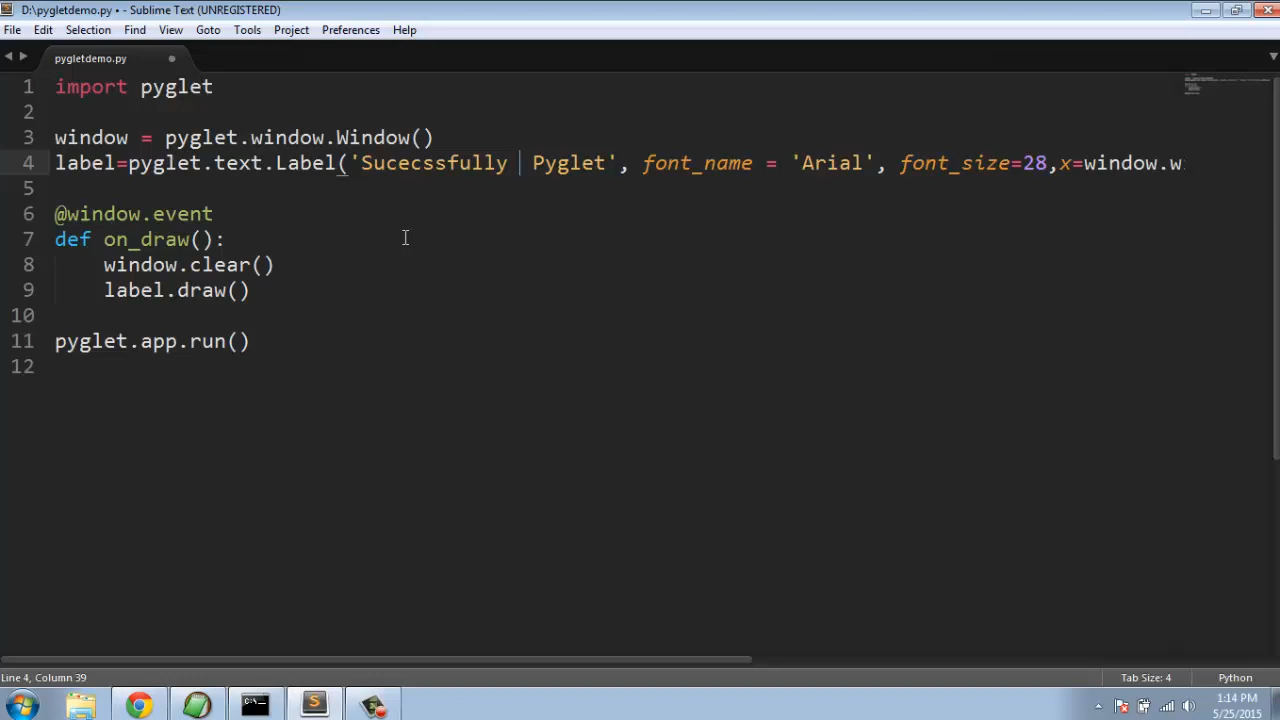 D:\pygletdemo.py • - Sublime Text (UNREGISTERED)
File Edit Selection Find View Goto Tools Project Preferences Help
pygletdemo.py
1 import pyglet
2
3 window = pyglet.window.Window()
4 label=pyglet.text.Label('Sucecssfully  Pyglet', font_name = 'Arial', font_size=28,x=window.w
5
6 @window.event
7 def on_draw():
8 window.clear()
9 label.draw()
10
11 pyglet.app.run()
12
Line 4, Column 39 Tab Size: 4 Python
C:\_
S
1:14 PM
5/25/2015